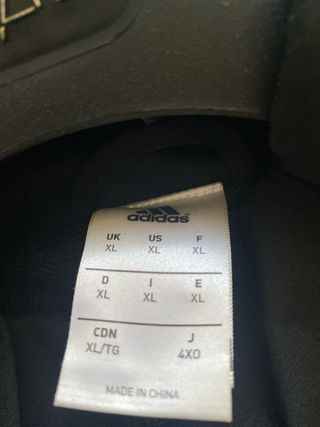 adidas
UK US F
XL XL XL
D I E
XL XL XL
CDN J
XL/TG 4XO
MADE IN CHINA